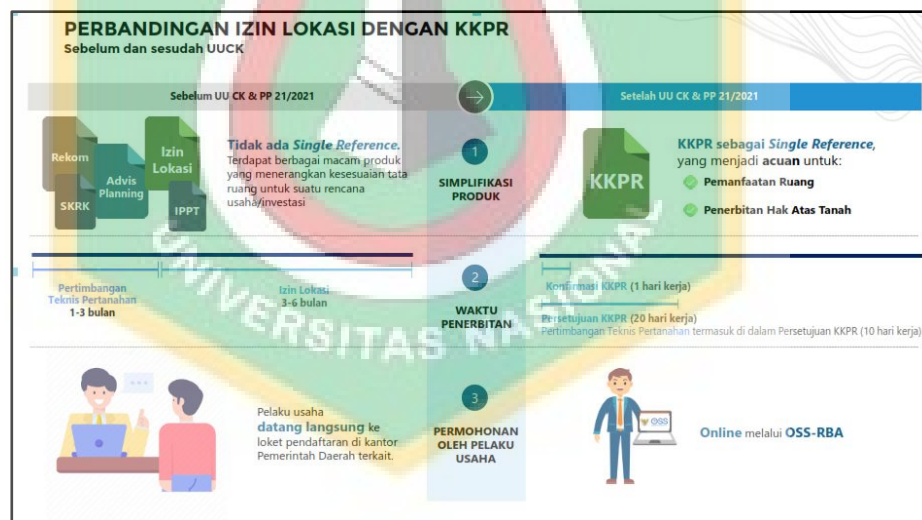 PERBANDINGAN IZIN LOKASI DENGAN KKPR
Sebelum dan sesudah UUCK
Sebelum UU CK & PP 21/2021
Setelah UU CK & PP 21/2021
Rekom
SKRK
Advis
Planning
Izin
Lokasi
IPPT
Tidak ada Single Reference.
Terdapat berbagai macam produk
yang menerangkan kesesuaian tata
ruang untuk suatu rencana
usaha/investasi
1
SIMPLIFIKASI
PRODUK
KKPR
KKPR sebagai Single Reference,
yang menjadi acuan untuk:
Pemanfaatan Ruang
Penerbitan Hak Atas Tanah
Pertimbangan
Teknis Pertanahan
1-3 bulan
Izin Lokasi
3-6 bulan
2
WAKTU
PENERBITAN
Konfirmasi KKPR (1 hari kerja)
Persetujuan KKPR (20 hari kerja)
Pertimbangan Teknis Pertanahan termasuk di dalam Persetujuan KKPR (10 hari kerja)
Pelaku usaha
datang langsung ke
loket pendaftaran di kantor
Pemerintah Daerah terkait.
3
PERMOHONAN
OLEH PELAKU
USAHA
OSS
Online melalui OSS-RBA
UNIVERSITAS NASIONAL